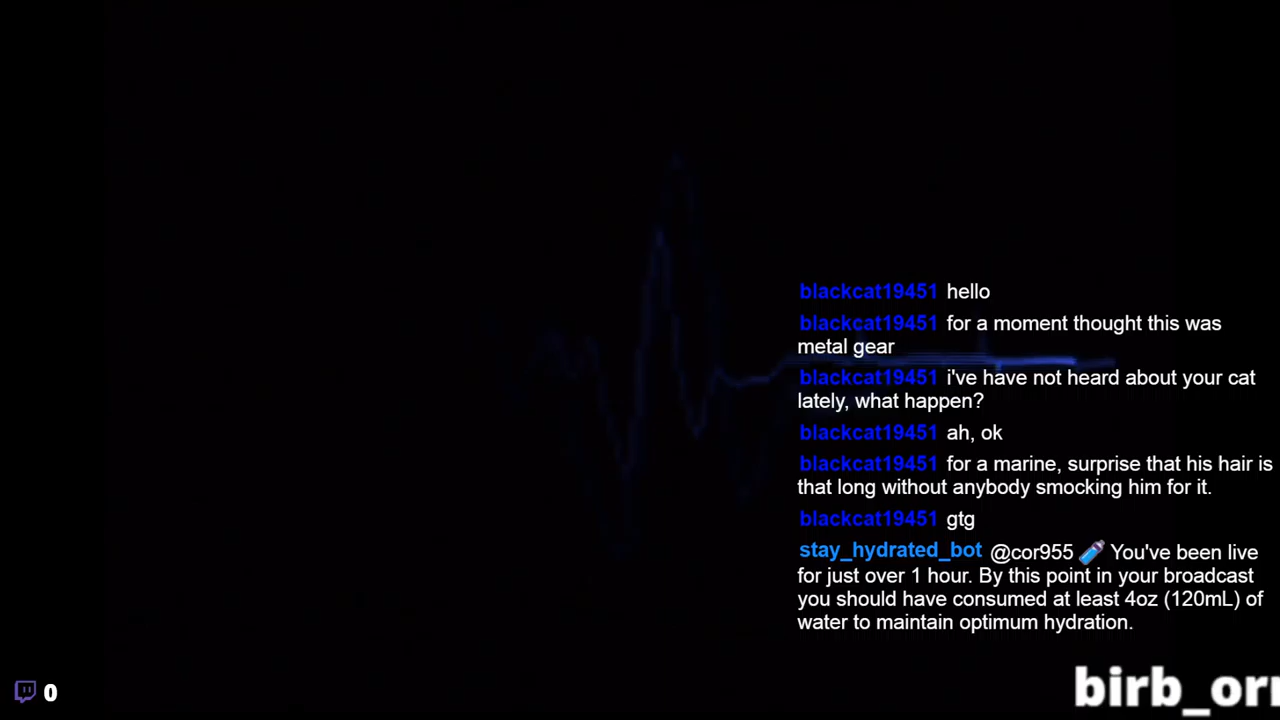 blackcat19451 hello
blackcat19451 for a moment thought this was
metal gear
blackcat19451 i've have not heard about your cat
lately, what happen?
blackcat19451 ah, ok
blackcat19451 for a marine, surprise that his hair is
that long without anybody smocking him for it.
blackcat19451 gtg
stay_hydrated_bot @cor955 You've been live
for just over 1 hour. By this point in your broadcast
you should have consumed at least 4oz (120mL) of
water to maintain optimum hydration.
0
birb_or